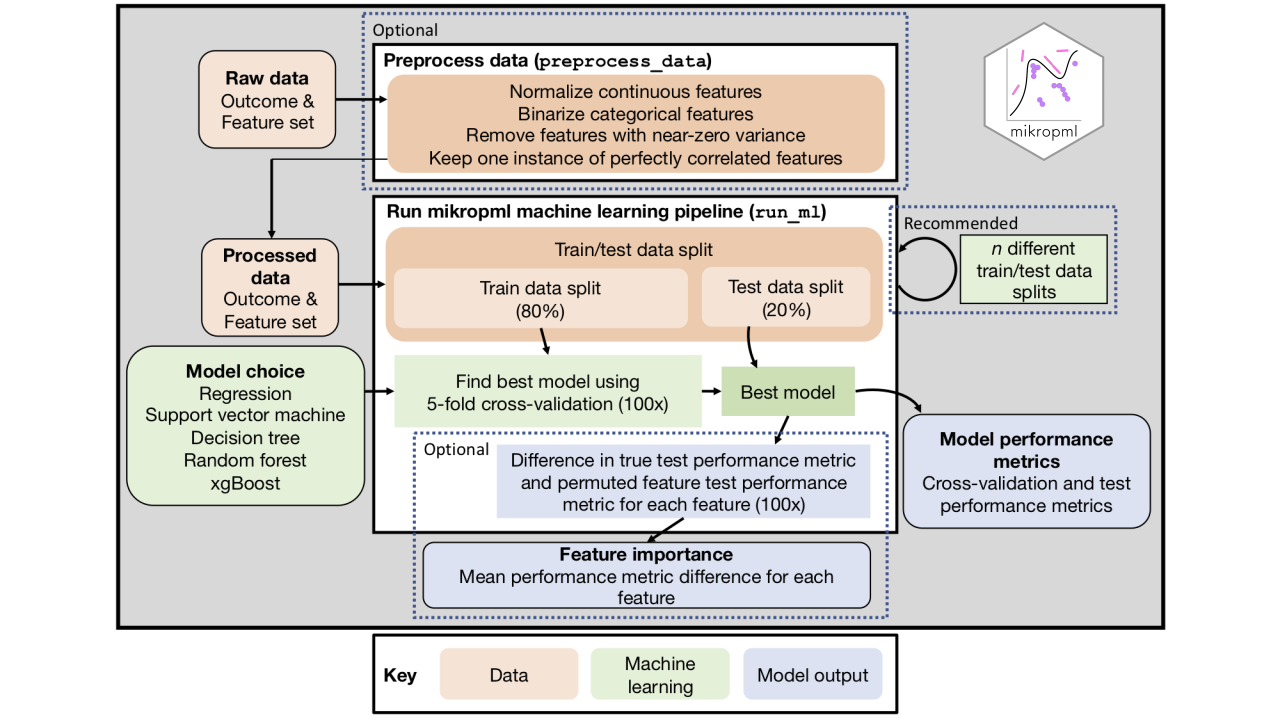 Optional
Preprocess data (preprocess_data)
Raw data
Outcome &
Feature set
Normalize continuous features
Binarize categorical features
Remove features with near-zero variance
Keep one instance of perfectly correlated features
mikropml
Run mikropml machine learning pipeline (run_ml)
Recommended
n different
train/test data
splits
Processed
data
Outcome &
Feature set
Train/test data split
Train data split
(80%)
Test data split
(20%)
Model choice
Regression
Support vector machine
Decision tree
Random forest
xgBoost
Find best model using
5-fold cross-validation (100x)
Best model
Model performance
metrics
Cross-validation and test
performance metrics
Optional
Difference in true test performance metric
and permuted feature test performance
metric for each feature (100x)
Feature importance
Mean performance metric difference for each
feature
Key
Data
Machine
learning
Model output